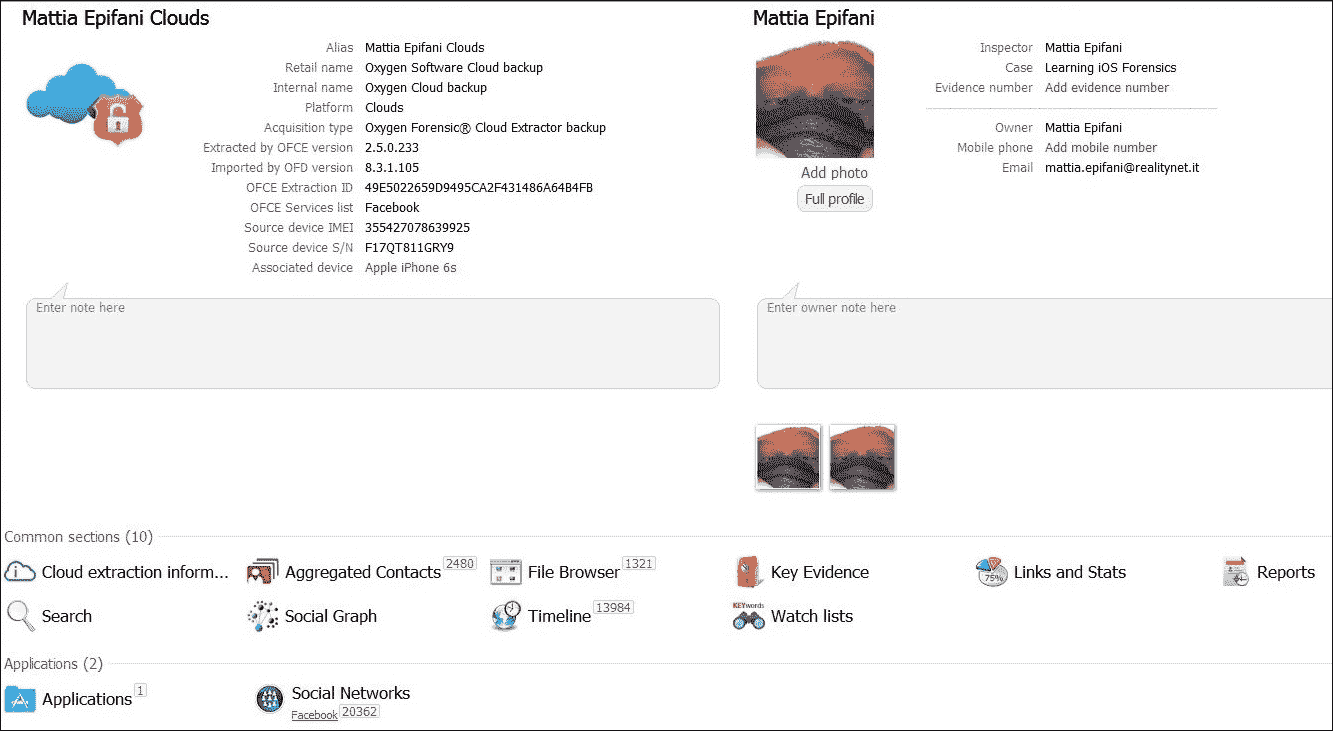 Mattia Epifani Clouds
Alias Mattia Epifani Clouds
Retail name Oxygen Software Cloud backup
Internal name Oxygen Cloud backup
Platform Clouds
Acquisition type Oxygen Forensic® Cloud Extractor backup
Extracted by OFCE version 2.5.0.233
Imported by OFD version 8.3.1.105
OFCE Extraction ID 49E5022659D9495CA2F431486A64B4FB
OFCE Services list Facebook
Source device IMEI 355427078639925
Source device S/N F17QT811GRY9
Associated device Apple iPhone 6s
Enter note here
Mattia Epifani
Add photo
Full profile
Inspector Mattia Epifani
Case Learning iOS Forensics
Evidence number Add evidence number
Owner Mattia Epifani
Mobile phone Add mobile number
Email mattia.epifani@realitynet.it
Enter owner note here
Common sections (10)
Cloud extraction inform... Aggregated Contacts 2480 File Browser 1321 Key Evidence 75% Links and Stats Reports
Search Social Graph Timeline 13984 KEYwords Watch lists
Applications (2)
Applications 1 Social Networks
Facebook 20362